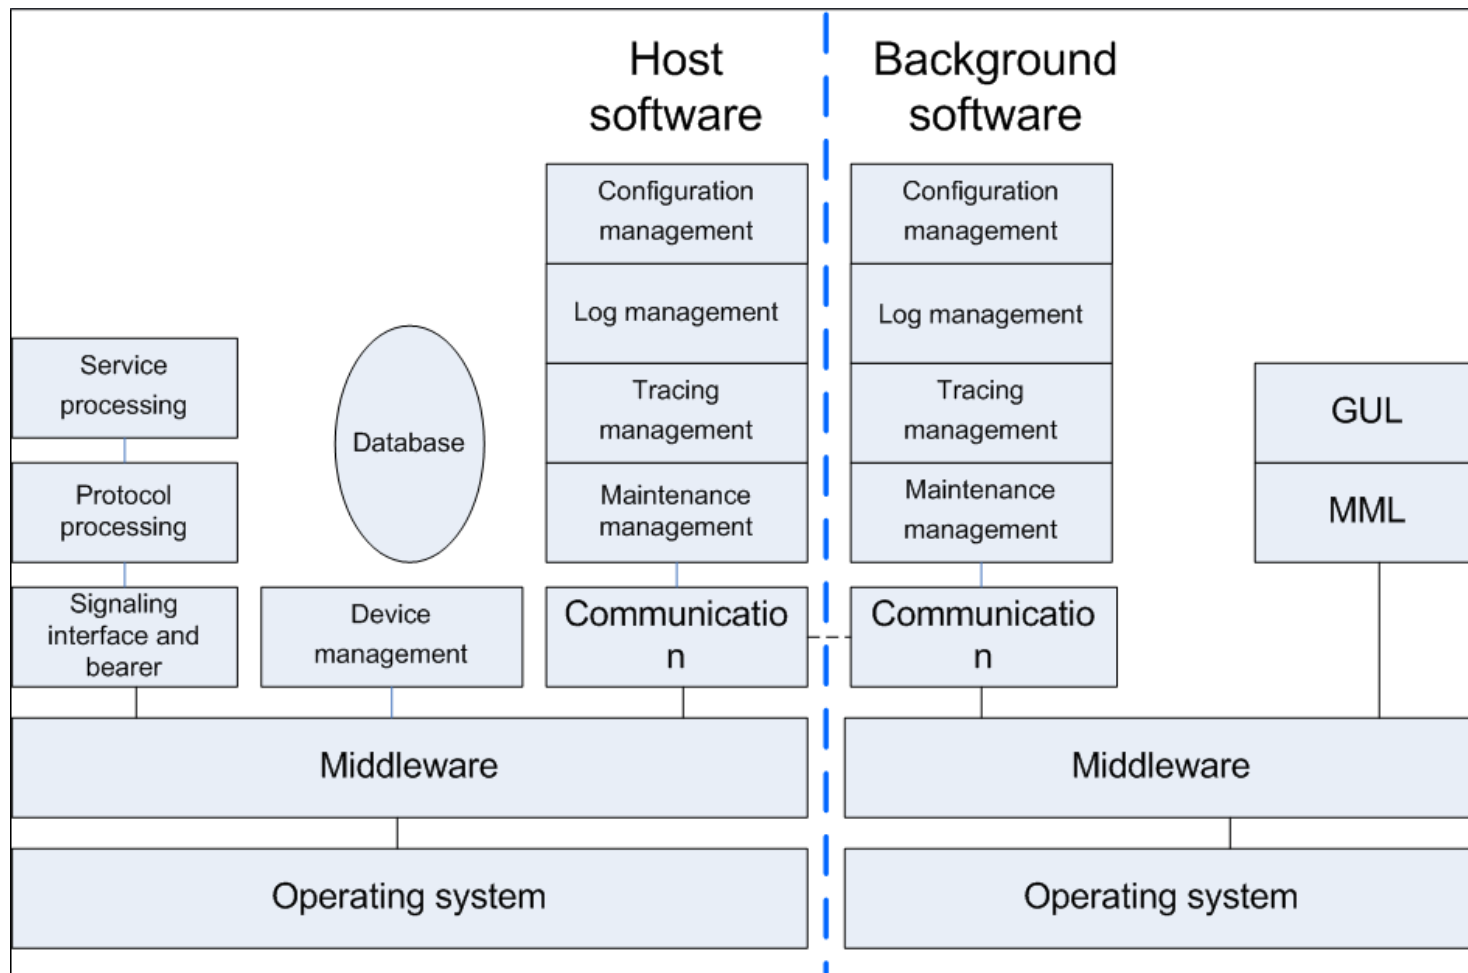 Host
software
Background
software
Configuration
management
Log management
Tracing
management
Maintenance
management
Configuration
management
Log management
Tracing
management
Maintenance
management
Service
processing
Protocol
processing
Signaling
interface and
bearer
Database
Device
management
Communicatio
n
Communicatio
n
GUL
MML
Middleware
Middleware
Operating system
Operating system